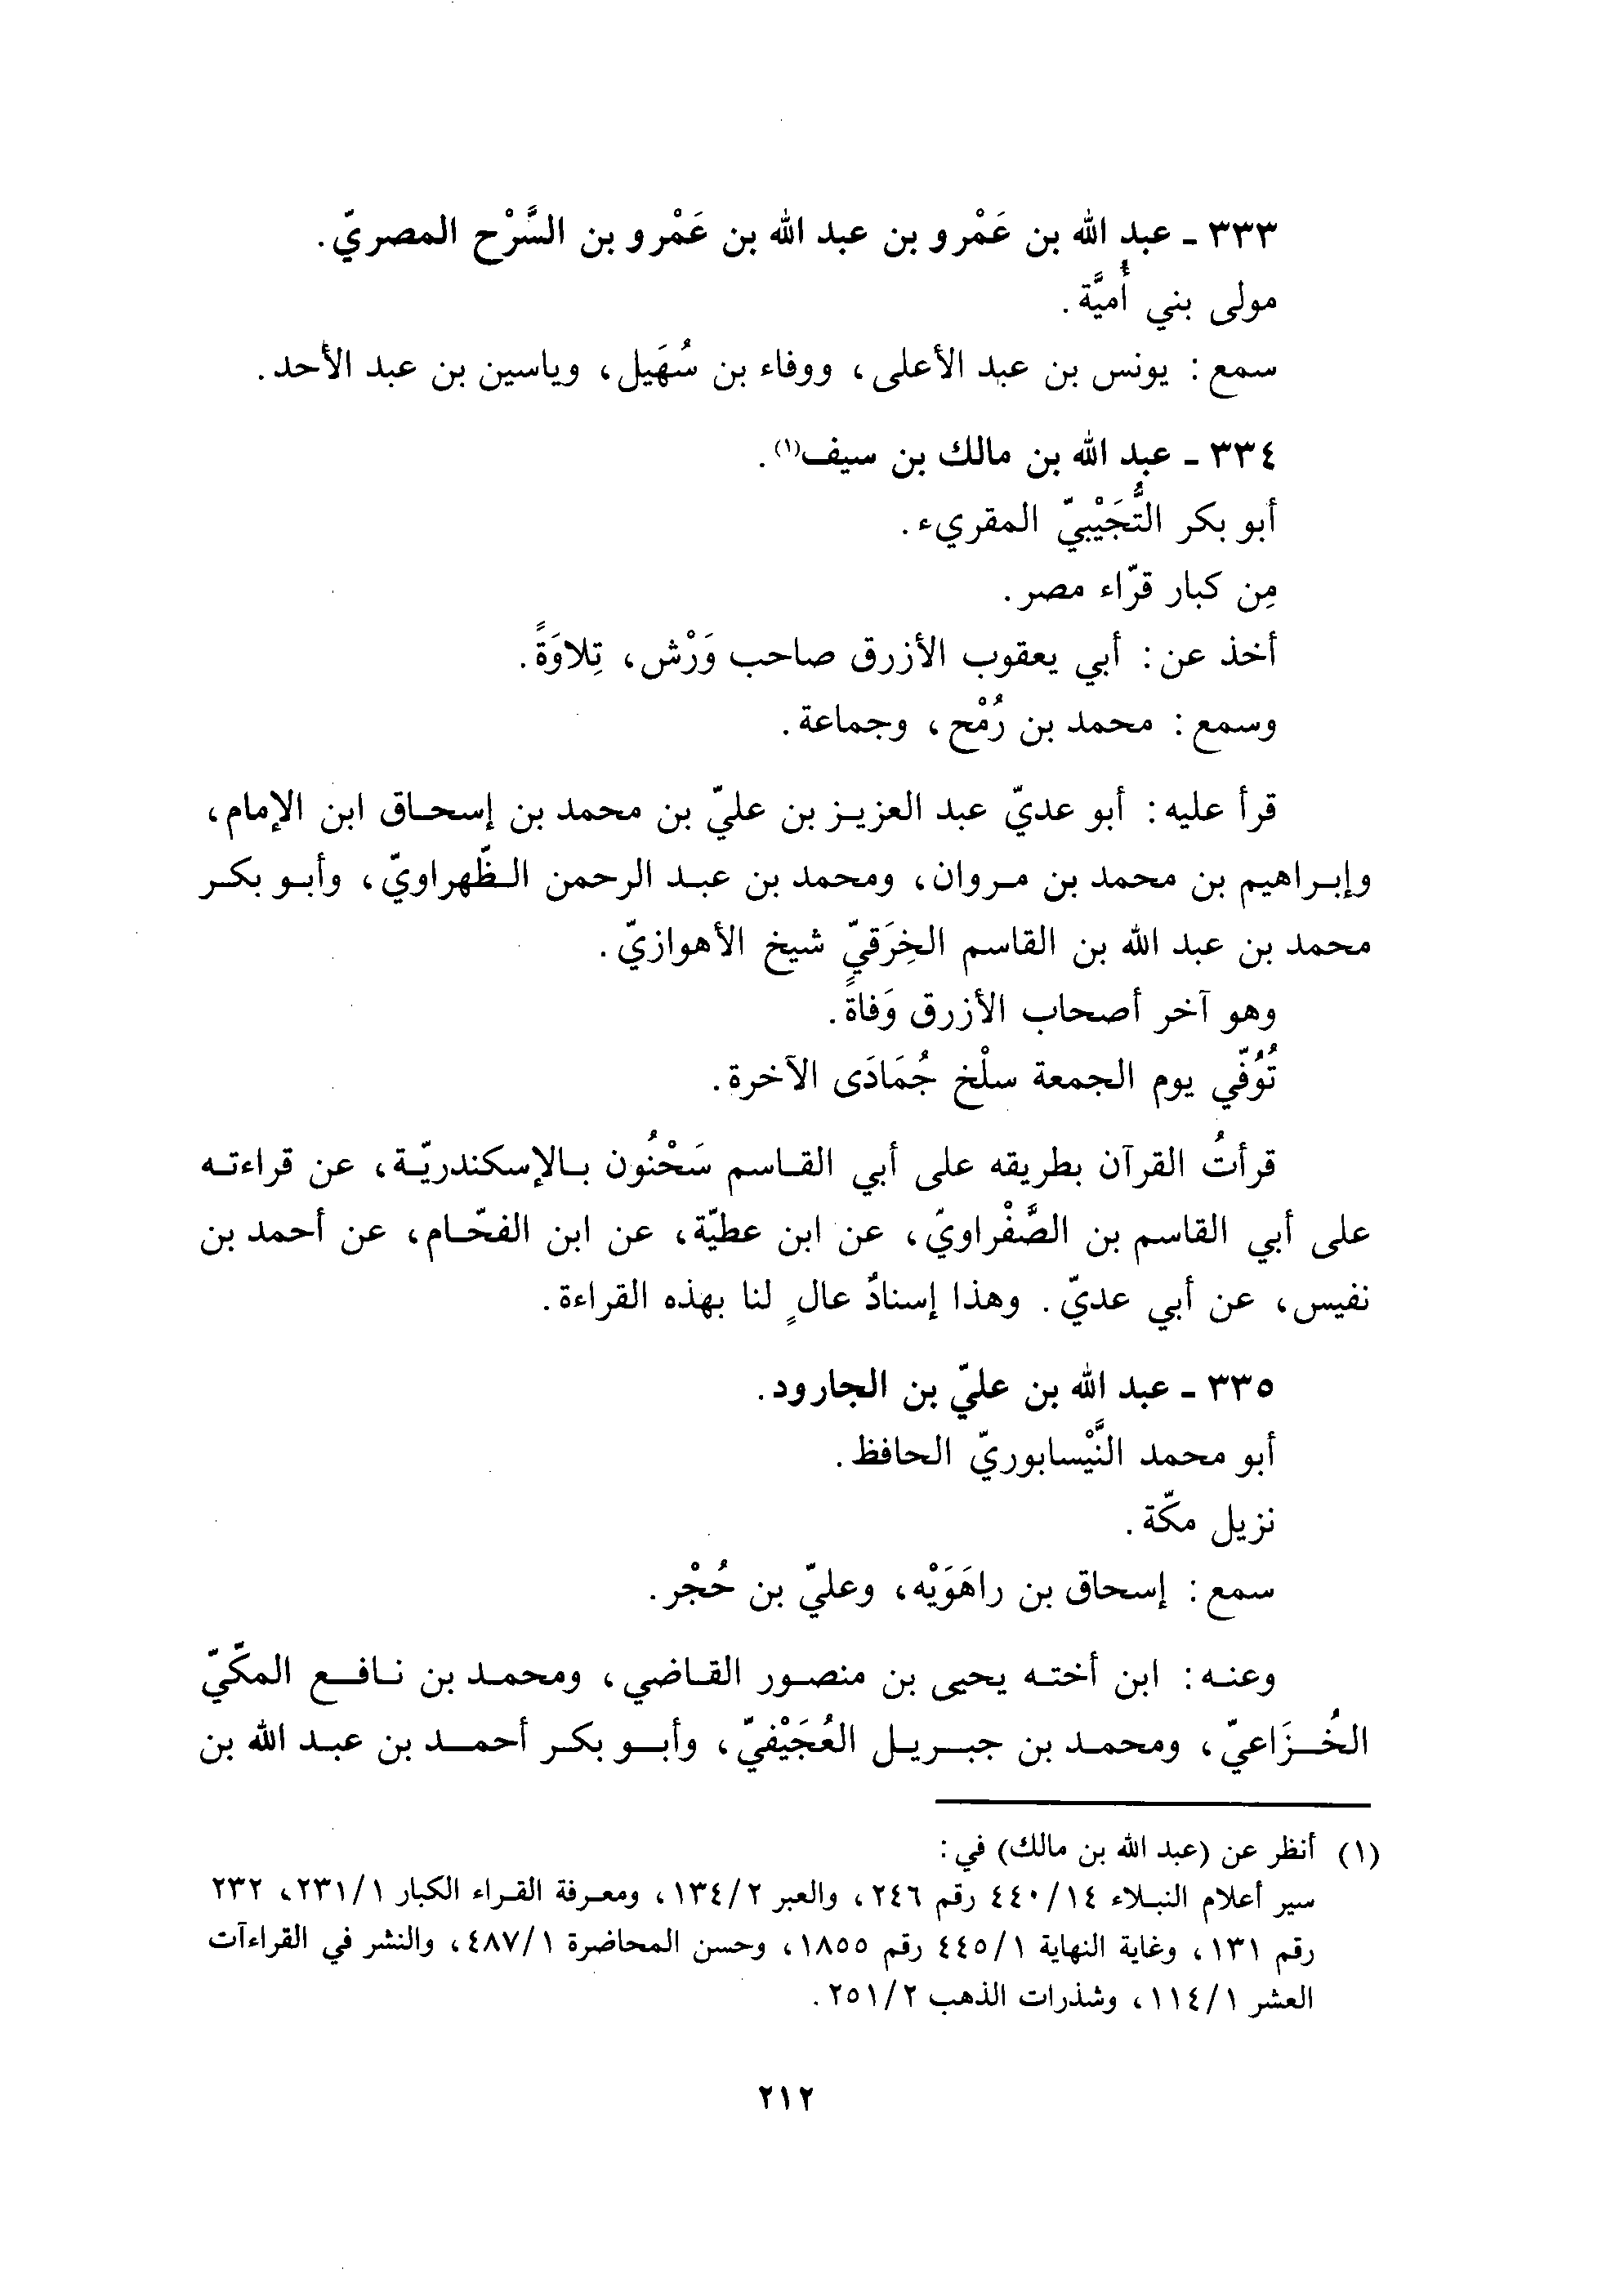 ٣٣٣ ـ عبد الله بن عَمْرو بن عبد الله بن عَمْرو بن السَّرْح المصريّ.
مولى بني أُميَّة.
سمع: يونس بن عبد الأعلى، ووفاء بن سُهَيل، وياسين بن عبد الأحد.
٣٣٤ ـ عبد الله بن مالك بن سيف(١).
أبو بكر التُّجَيْبيّ المقريء.
مِن كبار قرّاء مصر.
أخذ عن: أبي يعقوب الأزرق صاحب وَرْش، تِلاوَةً.
وسمع: محمد بن رُمْح، وجماعة.
قرأ عليه: أبو عديّ عبد العزيز بن عليّ بن محمد بن إسحاق ابن الإمام،
وإبراهيم بن محمد بن مروان، ومحمد بن عبد الرحمن الظّهراويّ، وأبو بكر
محمد بن عبد الله بن القاسم الخِرَقيّ شيخ الأهوازيّ.
وهو آخر أصحاب الأزرق وَفاةً.
تُوُفّي يوم الجمعة سلْخ جُمَادَى الآخرة.
قرأتُ القرآن بطريقه على أبي القاسم سَحْنُون بالإسكندريّة، عن قراءته
على أبي القاسم بن الصَّفْراويّ، عن ابن عطيّة، عن ابن الفحّام، عن أحمد بن
نفيس، عن أبي عديّ. وهذا إسنادٌ عالٍ لنا بهذه القراءة.
٣٣٥ ـ عبد الله بن عليّ بن الجارود.
أبو محمد النَّيْسابوريّ الحافظ.
نزيل مكّة.
سمع: إسحاق بن راهَوَيْه، وعليّ بن حُجْر.
وعنه: ابن أخته يحيى بن منصور القاضي، ومحمد بن نافع المكّيّ
الخُزَاعيّ، ومحمد بن جبريل العُجَيْفيّ، وأبو بكر أحمد بن عبد الله بن
(١) أنظر عن (عبد الله بن مالك) في:
سير أعلام النبلاء ١٤/ ٤٤٠ رقم ٢٤٦، والعبر ٢/ ١٣٤، ومعرفة القراء الكبار ١/ ٢٣١، ٢٣٢
رقم ١٣١، وغاية النهاية ١/ ٤٤٥ رقم ١٨٥٥، وحسن المحاضرة ١/ ٤٨٧، والنشر في القراءآت
العشر ١/ ١١٤، وشذرات الذهب ٢/ ٢٥١.
٢١٢